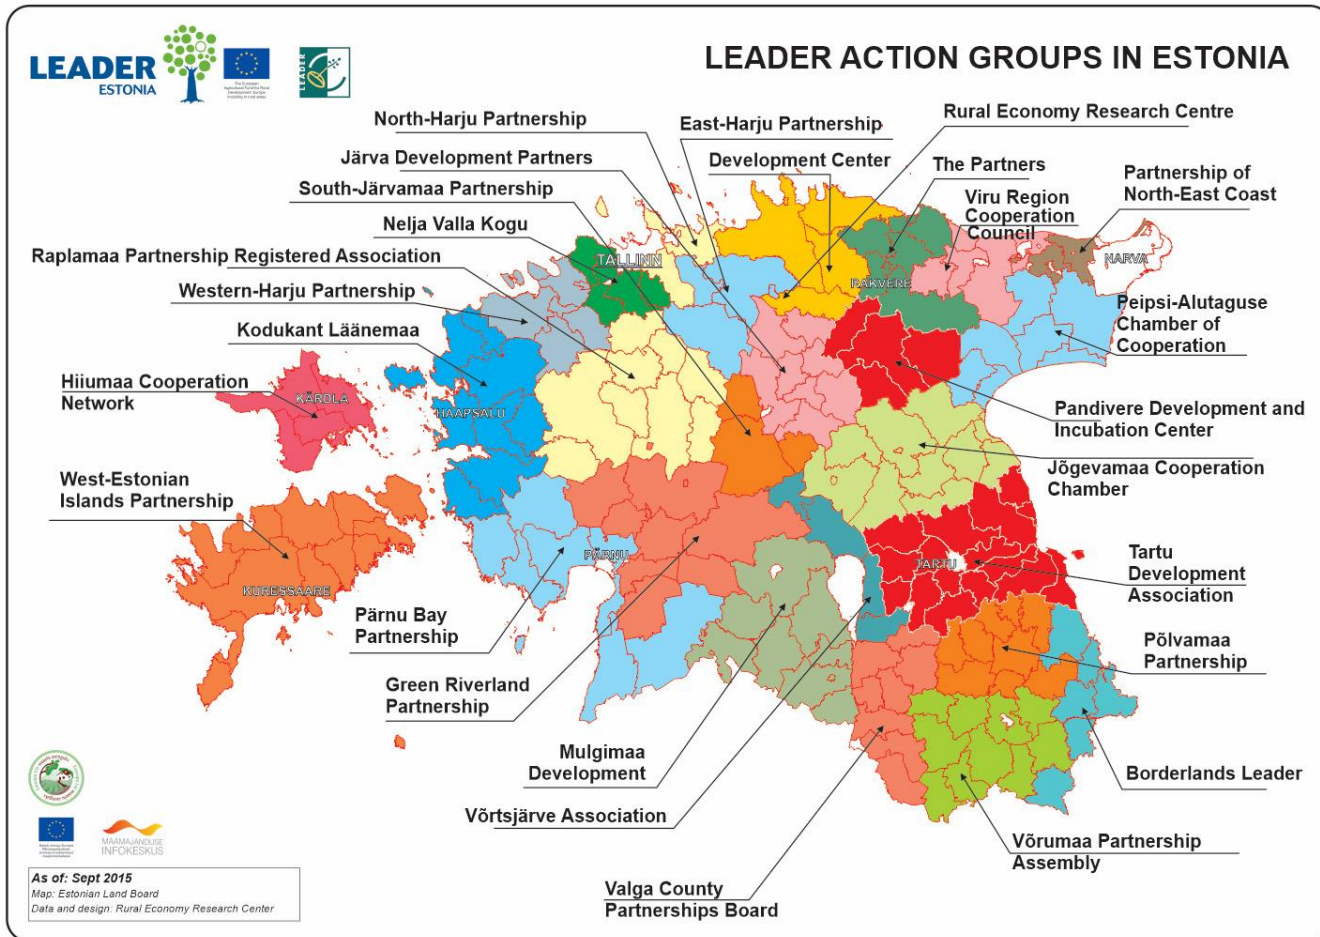 LEADER
ESTONIA
LEADER
LEADER ACTION GROUPS IN ESTONIA
North-Harju Partnership
Järva Development Partners
South-Järvamaa Partnership
Nelja Valla Kogu
Raplamaa Partnership Registered Association
Western-Harju Partnership
Kodukant Läänemaa
Hiiumaa Cooperation
Network
West-Estonian
Islands Partnership
East-Harju Partnership
Development Center
Rural Economy Research Centre
The Partners
Viru Region
Cooperation
Council
Partnership of
North-East Coast
Peipsi-Alutaguse
Chamber of
Cooperation
Pandivere Development and
Incubation Center
Jõgevamaa Cooperation
Chamber
Tartu
Development
Association
Põlvamaa
Partnership
Borderlands Leader
Võrumaa Partnership
Assembly
Valga County
Partnerships Board
Võrtsjärve Association
Mulgimaa
Development
Green Riverland
Partnership
Pärnu Bay
Partnership
TALLINN
RAKVERE
NARVA
HAAPSALU
KÄRDLA
KURESSAARE
PÄRNU
TARTU
MAAMAJANDUSE
INFOKESKUS
As of: Sept 2015
Map: Estonian Land Board
Data and design: Rural Economy Research Center